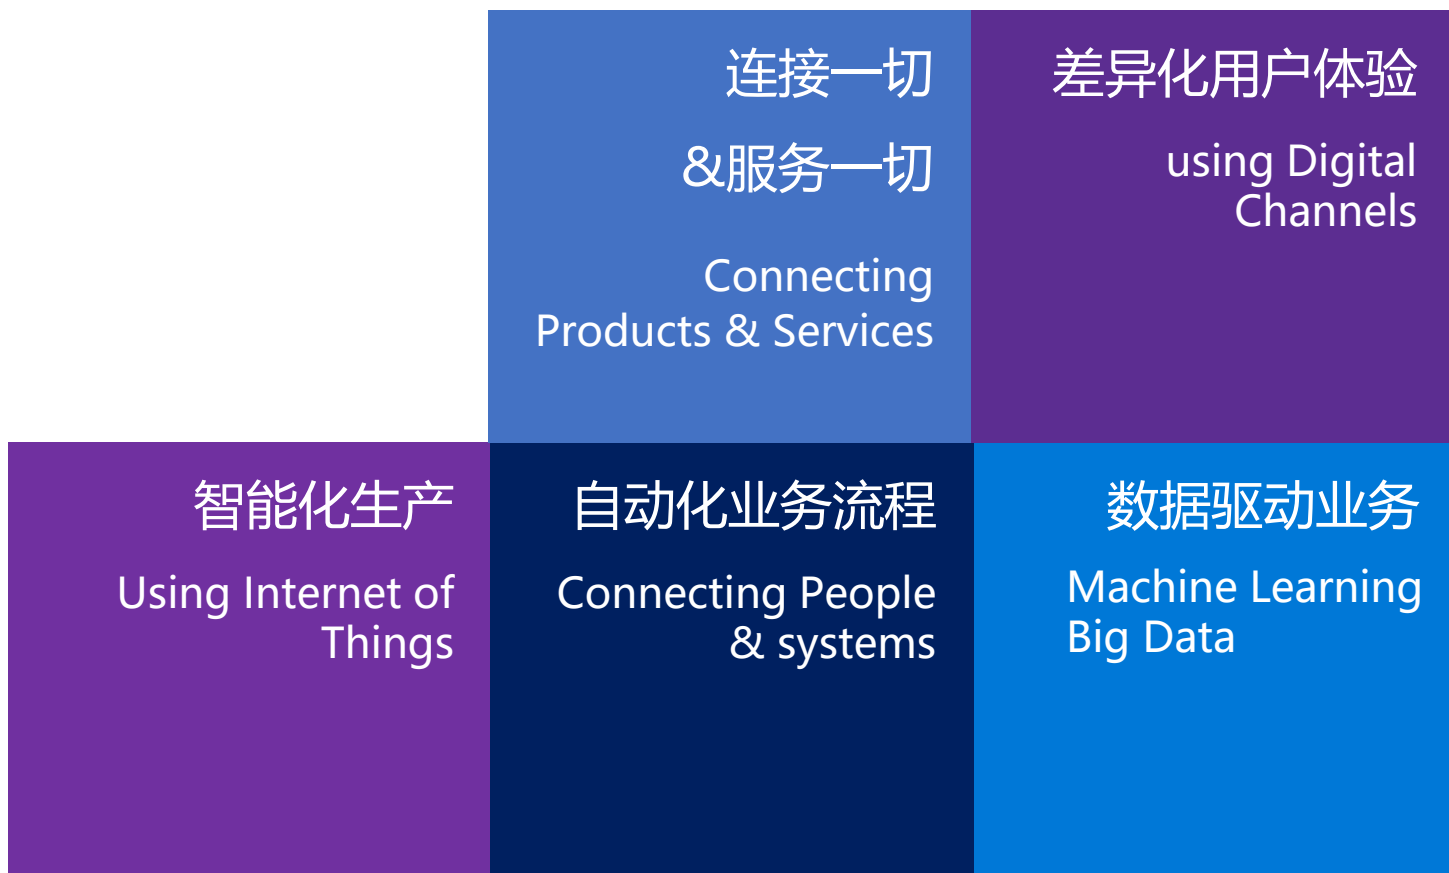 连接一切
&服务一切
Connecting
Products & Services
差异化用户体验
using Digital
Channels
智能化生产
Using Internet of
Things
自动化业务流程
Connecting People
& systems
数据驱动业务
Machine Learning
Big Data